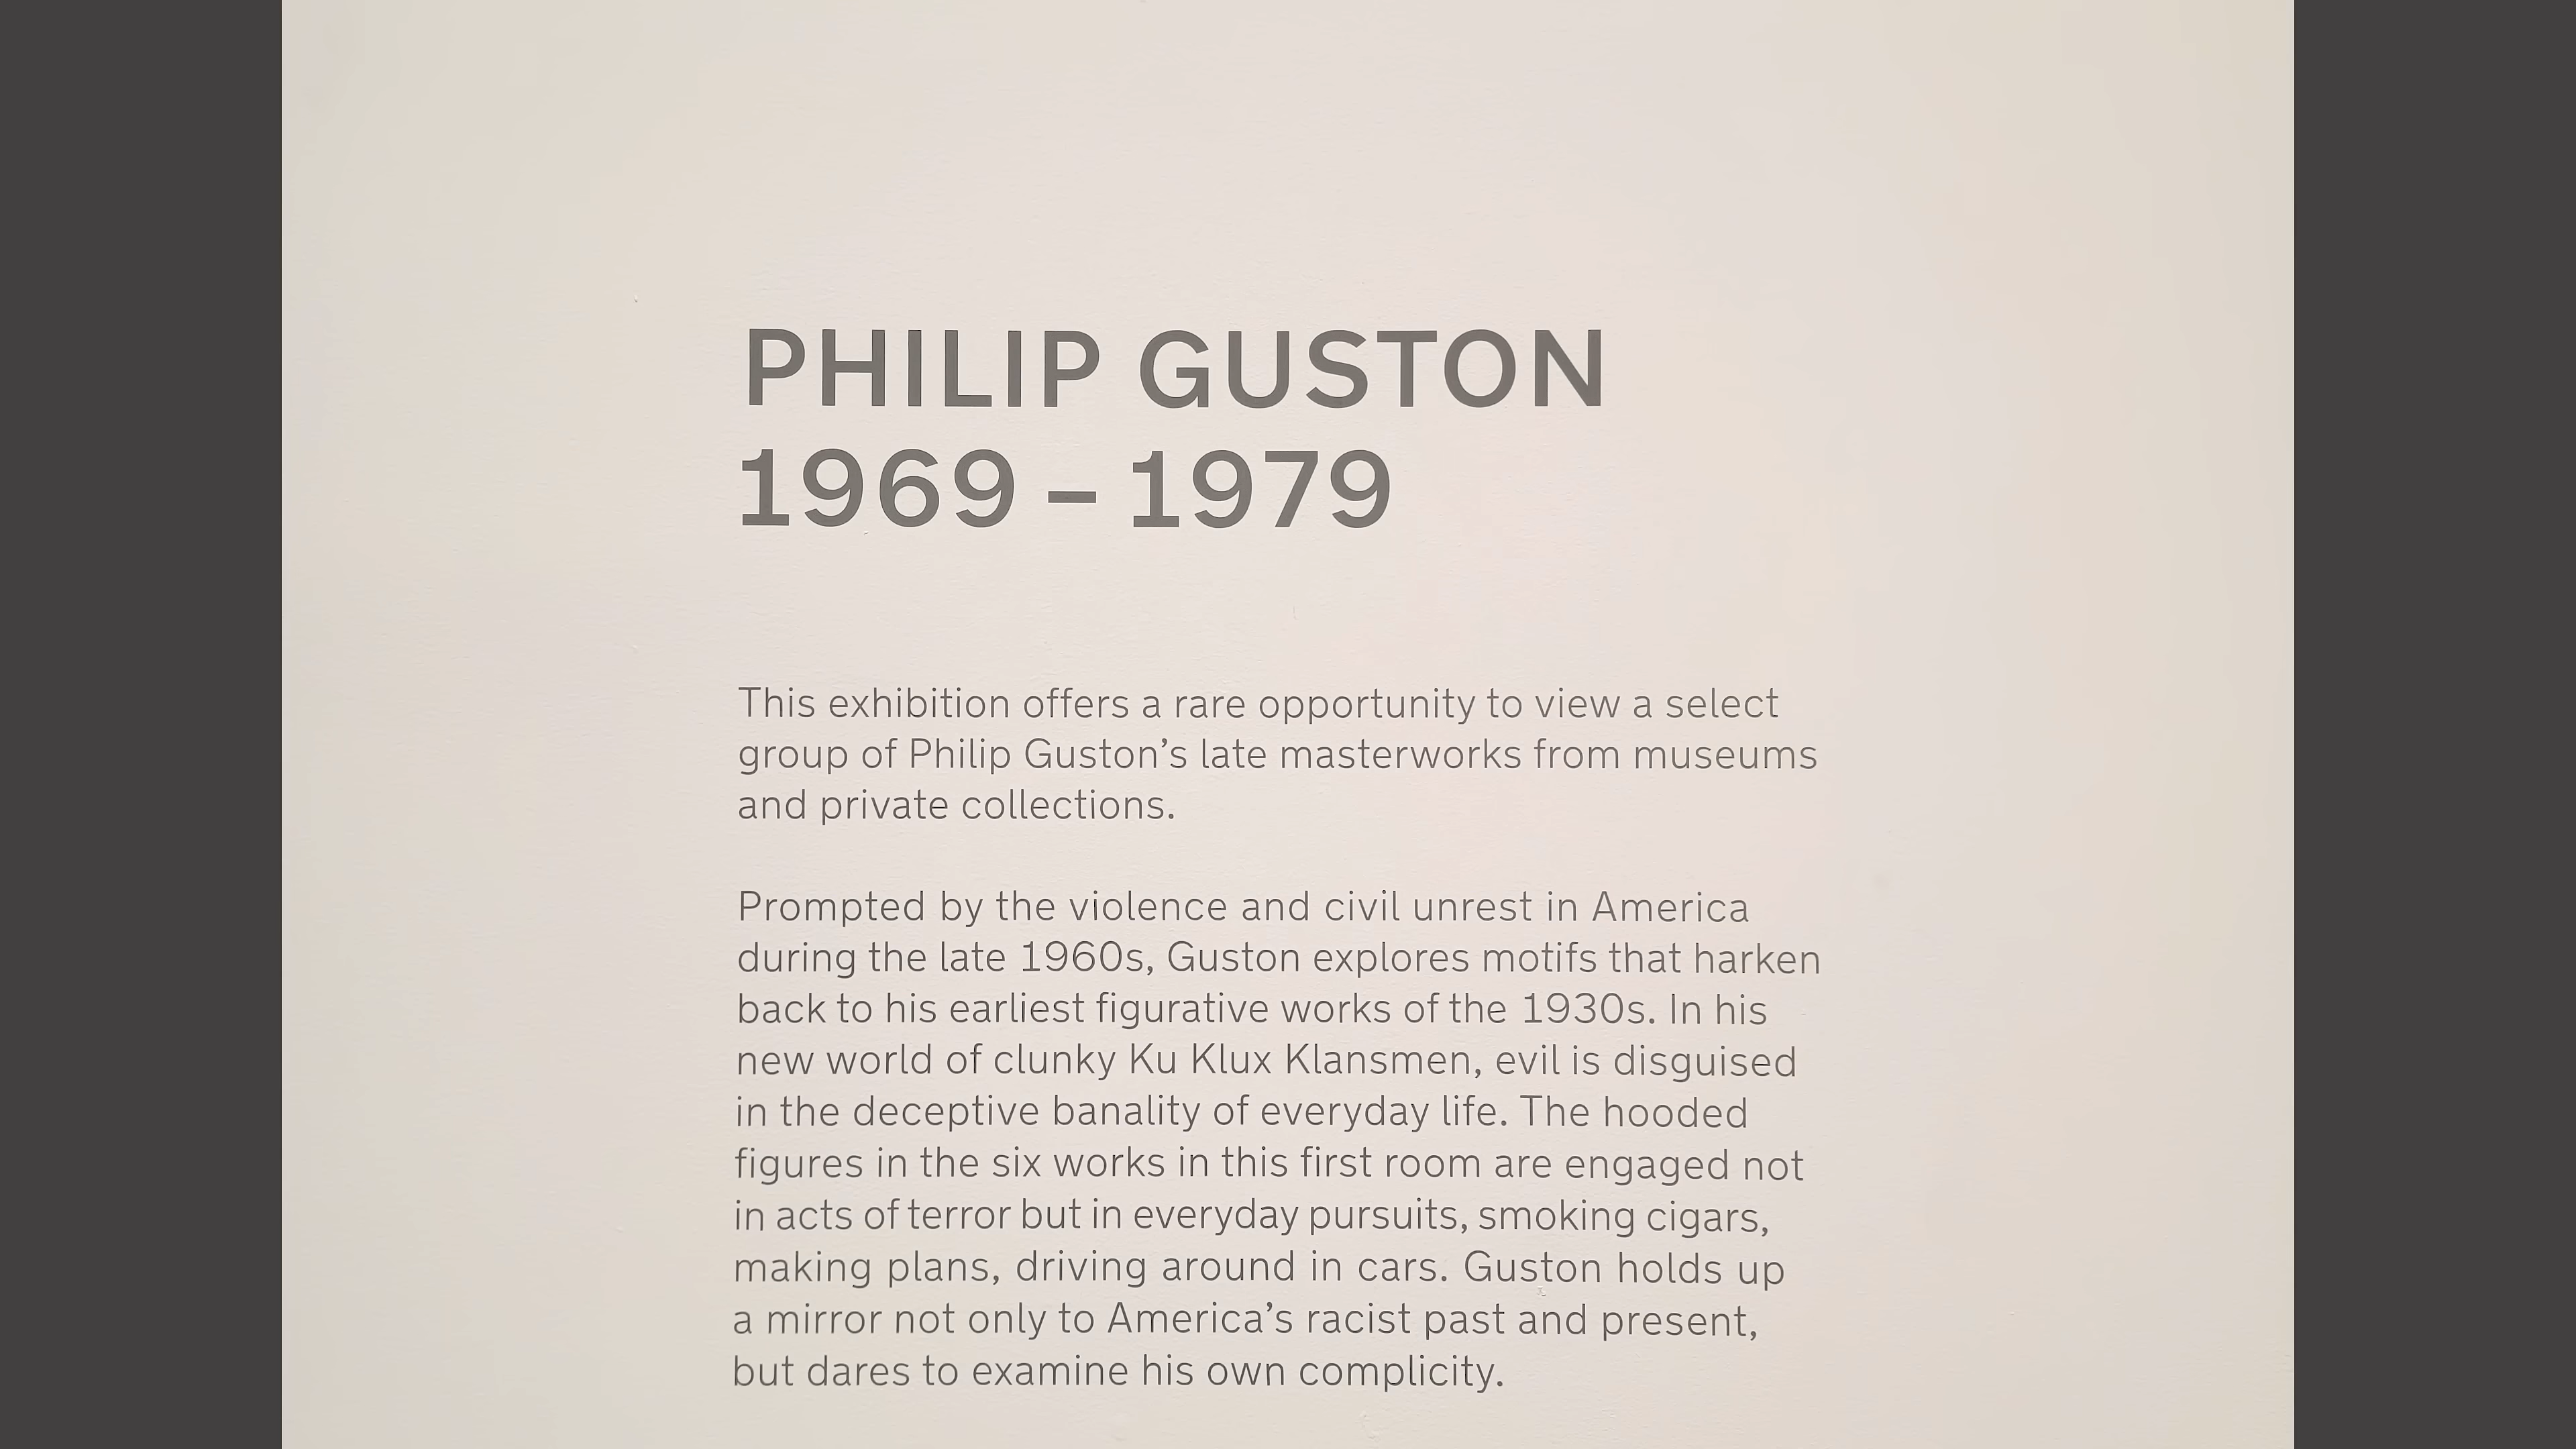 PHILIP GUSTON
1969 – 1979
This exhibition offers a rare opportunity to view a select
group of Philip Guston’s late masterworks from museums
and private collections.
Prompted by the violence and civil unrest in America
during the late 1960s, Guston explores motifs that harken
back to his earliest figurative works of the 1930s. In his
new world of clunky Ku Klux Klansmen, evil is disguised
in the deceptive banality of everyday life. The hooded
figures in the six works in this first room are engaged not
in acts of terror but in everyday pursuits, smoking cigars,
making plans, driving around in cars. Guston holds up
a mirror not only to America’s racist past and present,
but dares to examine his own complicity.